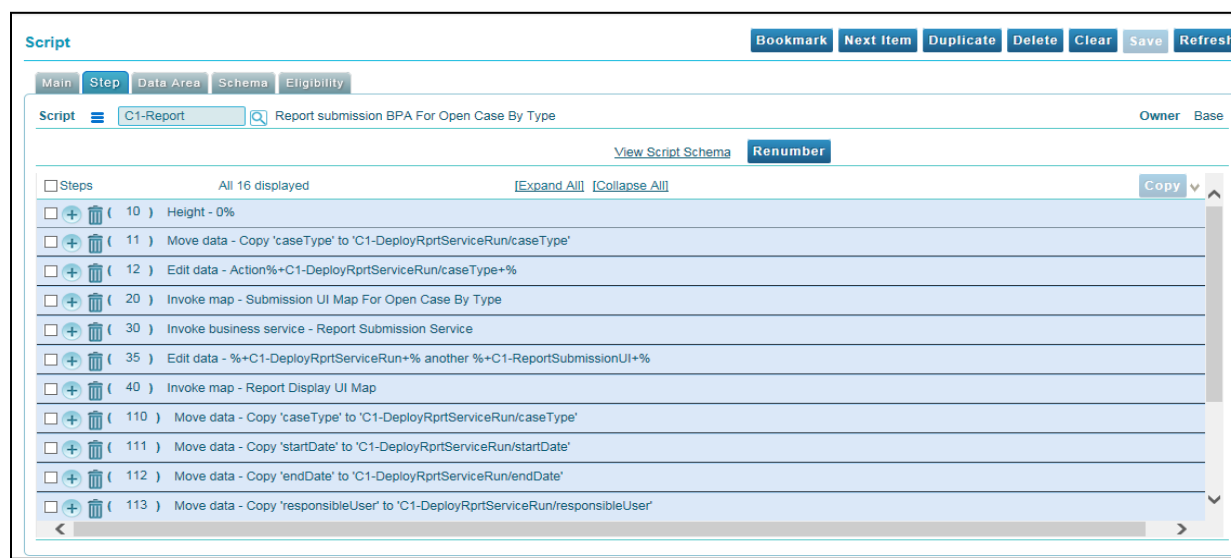 Script Bookmark Next Item Duplicate Delete Clear Save Refresh
Main Step Data Area Schema Eligibility
Script C1-Report Report submission BPA For Open Case By Type Owner Base
View Script Schema Renumber
Steps All 16 displayed [Expand All] [Collapse All] Copy
( 10 ) Height - 0%
( 11 ) Move data - Copy 'caseType' to 'C1-DeployRprtServiceRun/caseType'
( 12 ) Edit data - Action%+C1-DeployRprtServiceRun/caseType+%
( 20 ) Invoke map - Submission UI Map For Open Case By Type
( 30 ) Invoke business service - Report Submission Service
( 35 ) Edit data - %+C1-DeployRprtServiceRun+% another %+C1-ReportSubmissionUI+%
( 40 ) Invoke map - Report Display UI Map
( 110 ) Move data - Copy 'caseType' to 'C1-DeployRprtServiceRun/caseType'
( 111 ) Move data - Copy 'startDate' to 'C1-DeployRprtServiceRun/startDate'
( 112 ) Move data - Copy 'endDate' to 'C1-DeployRprtServiceRun/endDate'
( 113 ) Move data - Copy 'responsibleUser' to 'C1-DeployRprtServiceRun/responsibleUser'